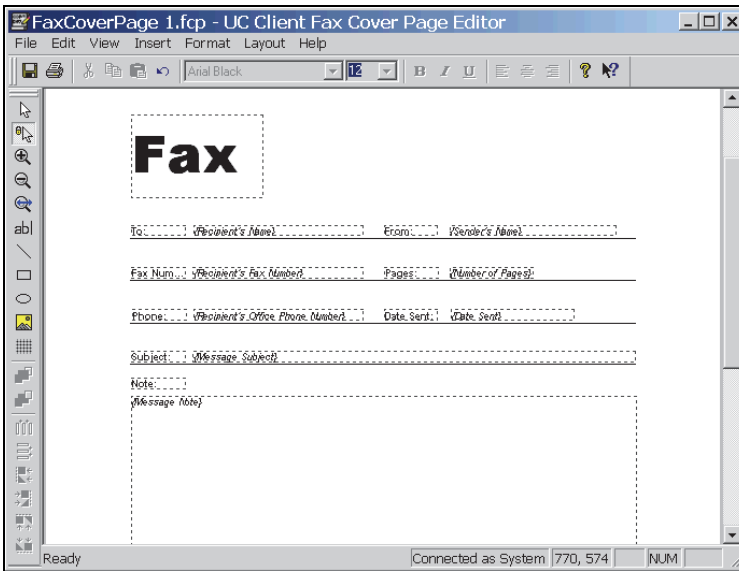 FaxCoverPage 1.fcp - UC Client Fax Cover Page Editor
File Edit View Insert Format Layout Help
Arial Black 12 B I U
abl
Fax
To: {Recipient's Name} From: {Sender's Name}
Fax Num... {Recipient's Fax Number} Pages: {Number of Pages}
Phone: {Recipient's Office Phone Number} Date Sent: {Date Sent}
Subject: {Message Subject}
Note:
{Message Note}
Ready Connected as System 770, 574 NUM